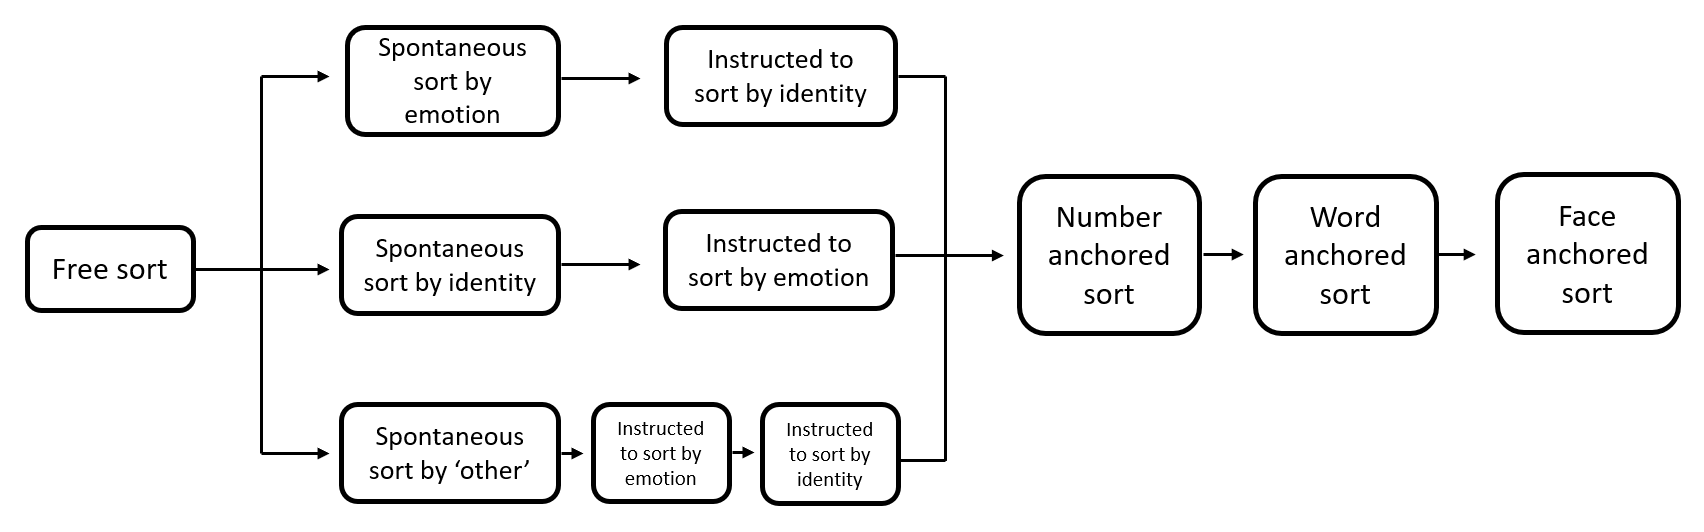 Free sort
Spontaneous
sort by
emotion
Instructed to
sort by identity
Spontaneous
sort by identity
Instructed to
sort by emotion
Spontaneous
sort by ‘other’
Instructed
to sort by
emotion
Instructed
to sort by
identity
Number
anchored
sort
Word
anchored
sort
Face
anchored
sort